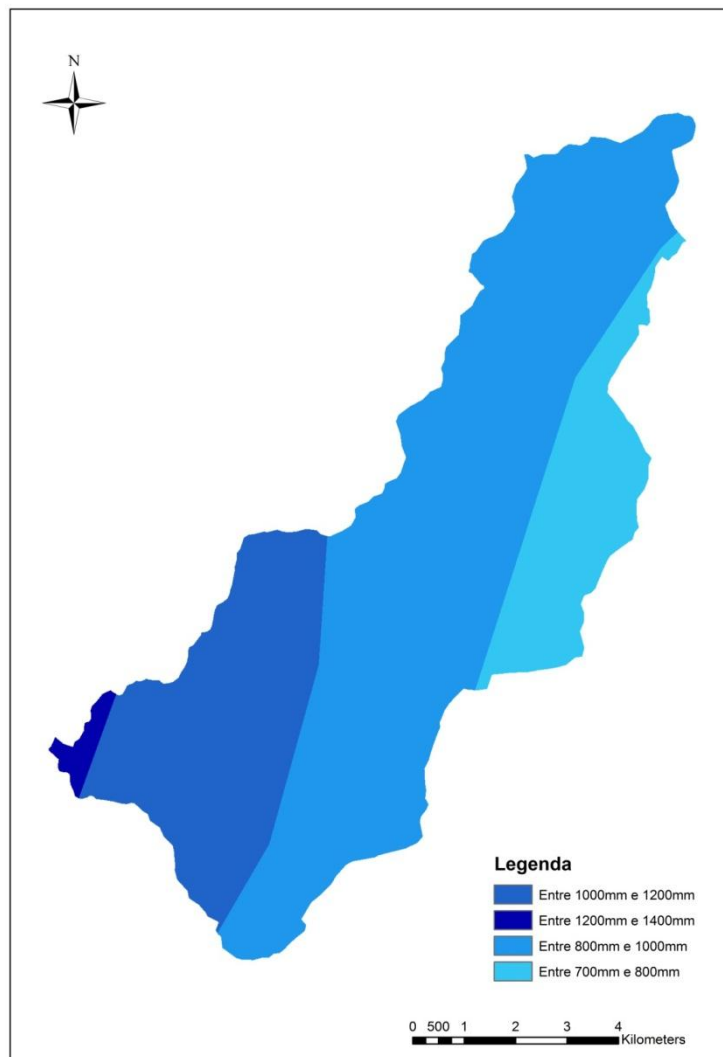 N
Legenda
Entre 1000mm e 1200mm
Entre 1200mm e 1400mm
Entre 800mm e 1000mm
Entre 700mm e 800mm
0 500 1 2 3 4
Kilometers